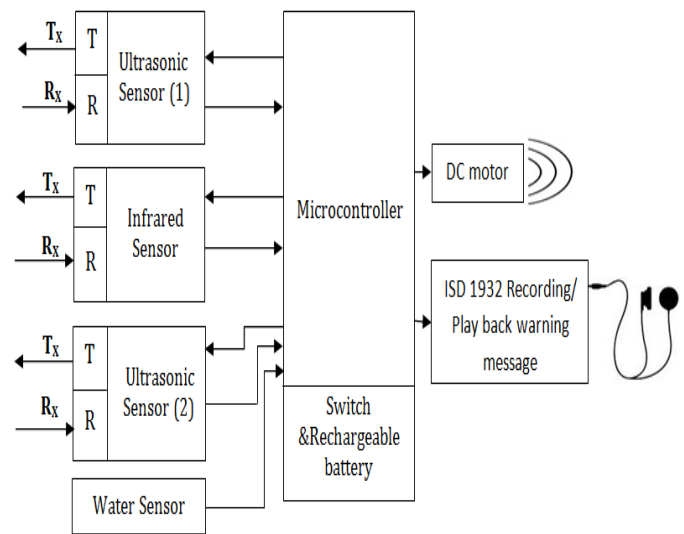 Tx
T
Ultrasonic
Sensor (1)
Rx
R
Tx
T
Infrared
Sensor
Rx
R
Tx
T
Ultrasonic
Sensor (2)
Rx
R
Water Sensor
Microcontroller
Switch
&Rechargeable
battery
DC motor
ISD 1932 Recording/
Play back warning
message